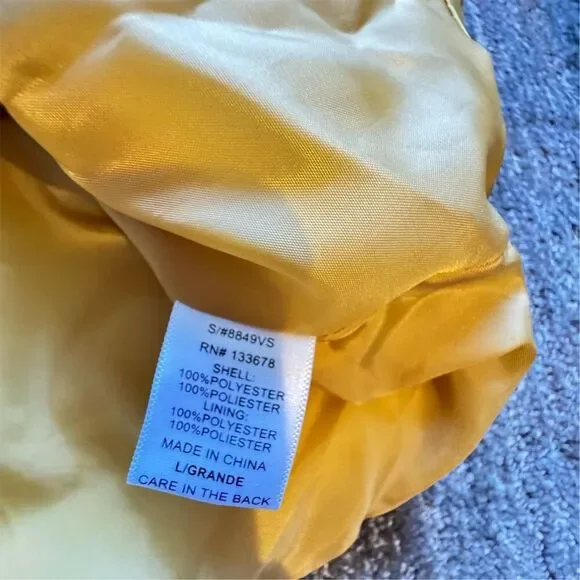 S/#8849VS
RN# 133678
SHELL:
100%POLYESTER
100%POLIESTER
LINING:
100%POLYESTER
100%POLIESTER
MADE IN CHINA
L/GRANDE
CARE IN THE BACK